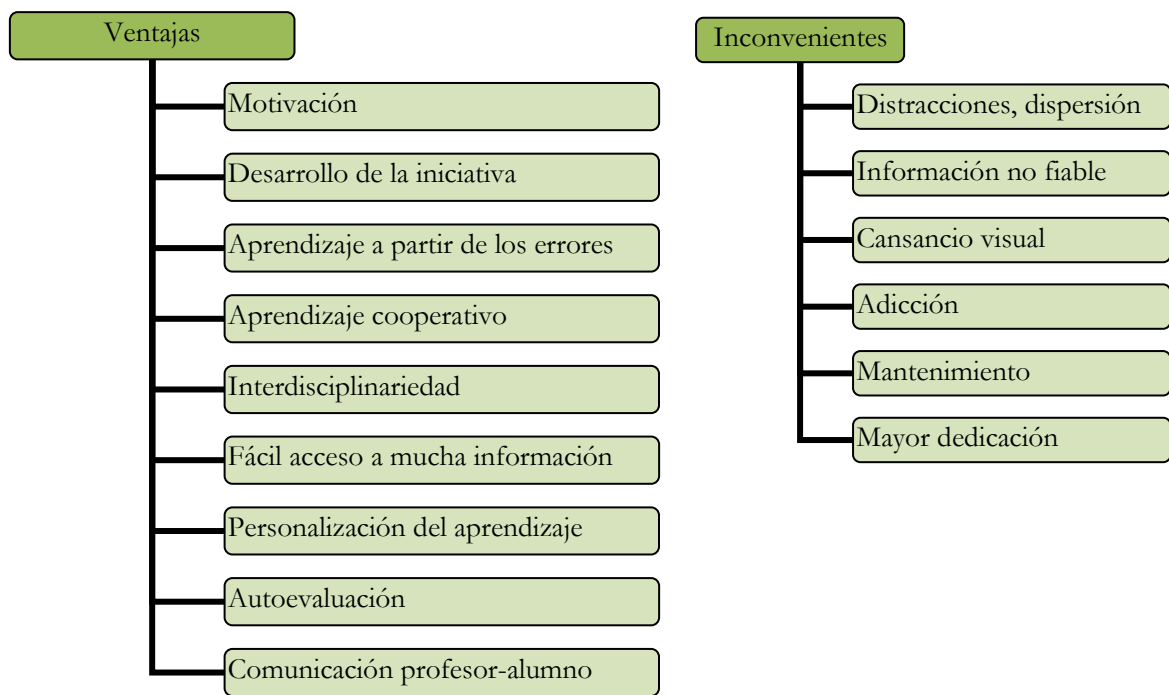 Ventajas
Motivación
Desarrollo de la iniciativa
Aprendizaje a partir de los errores
Aprendizaje cooperativo
Interdisciplinariedad
Fácil acceso a mucha información
Personalización del aprendizaje
Autoevaluación
Comunicación profesor-alumno
Inconvenientes
Distracciones, dispersión
Información no fiable
Cansancio visual
Adicción
Mantenimiento
Mayor dedicación